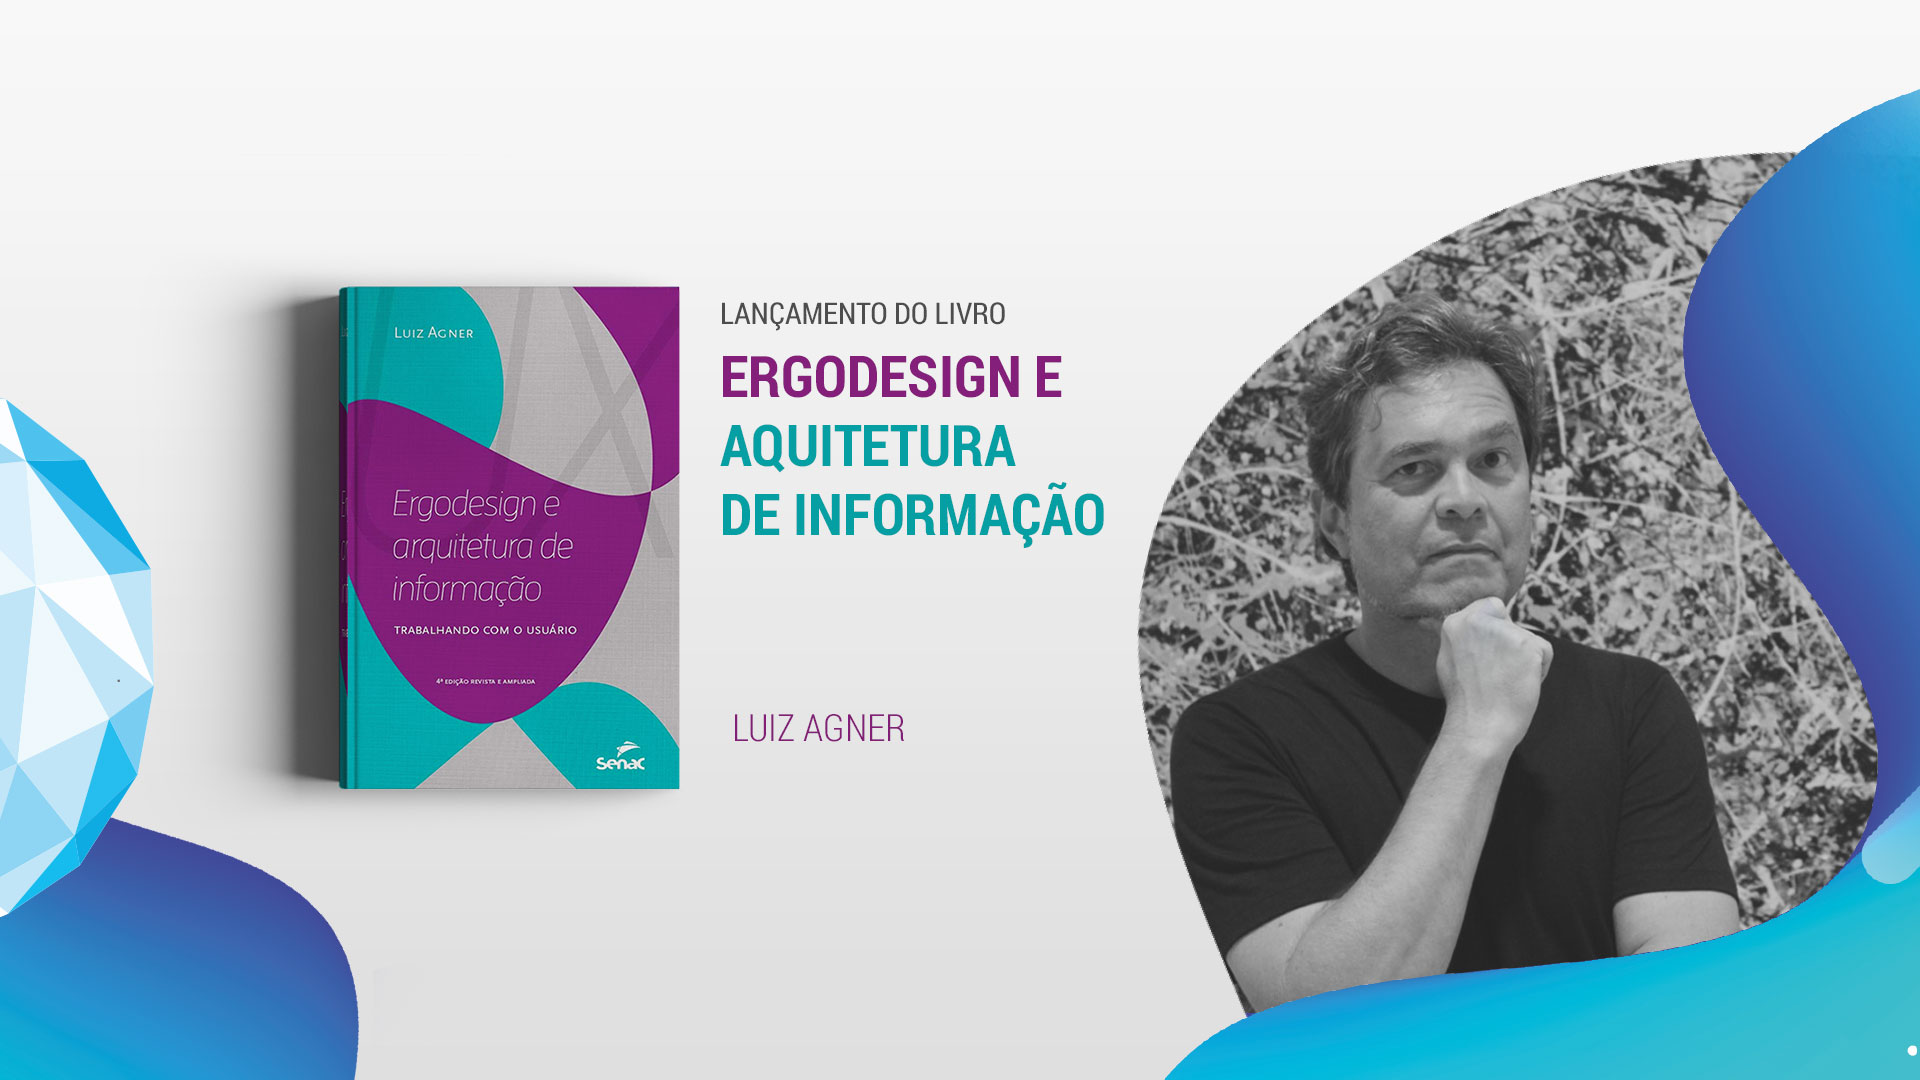 LUIZ AGNER
Ergodesign e
arquitetura de
informação
TRABALHANDO COM O USUÁRIO
4ª EDIÇÃO REVISTA E AMPLIADA
senac
LANÇAMENTO DO LIVRO
ERGODESIGN E
AQUITETURA
DE INFORMAÇÃO
LUIZ AGNER